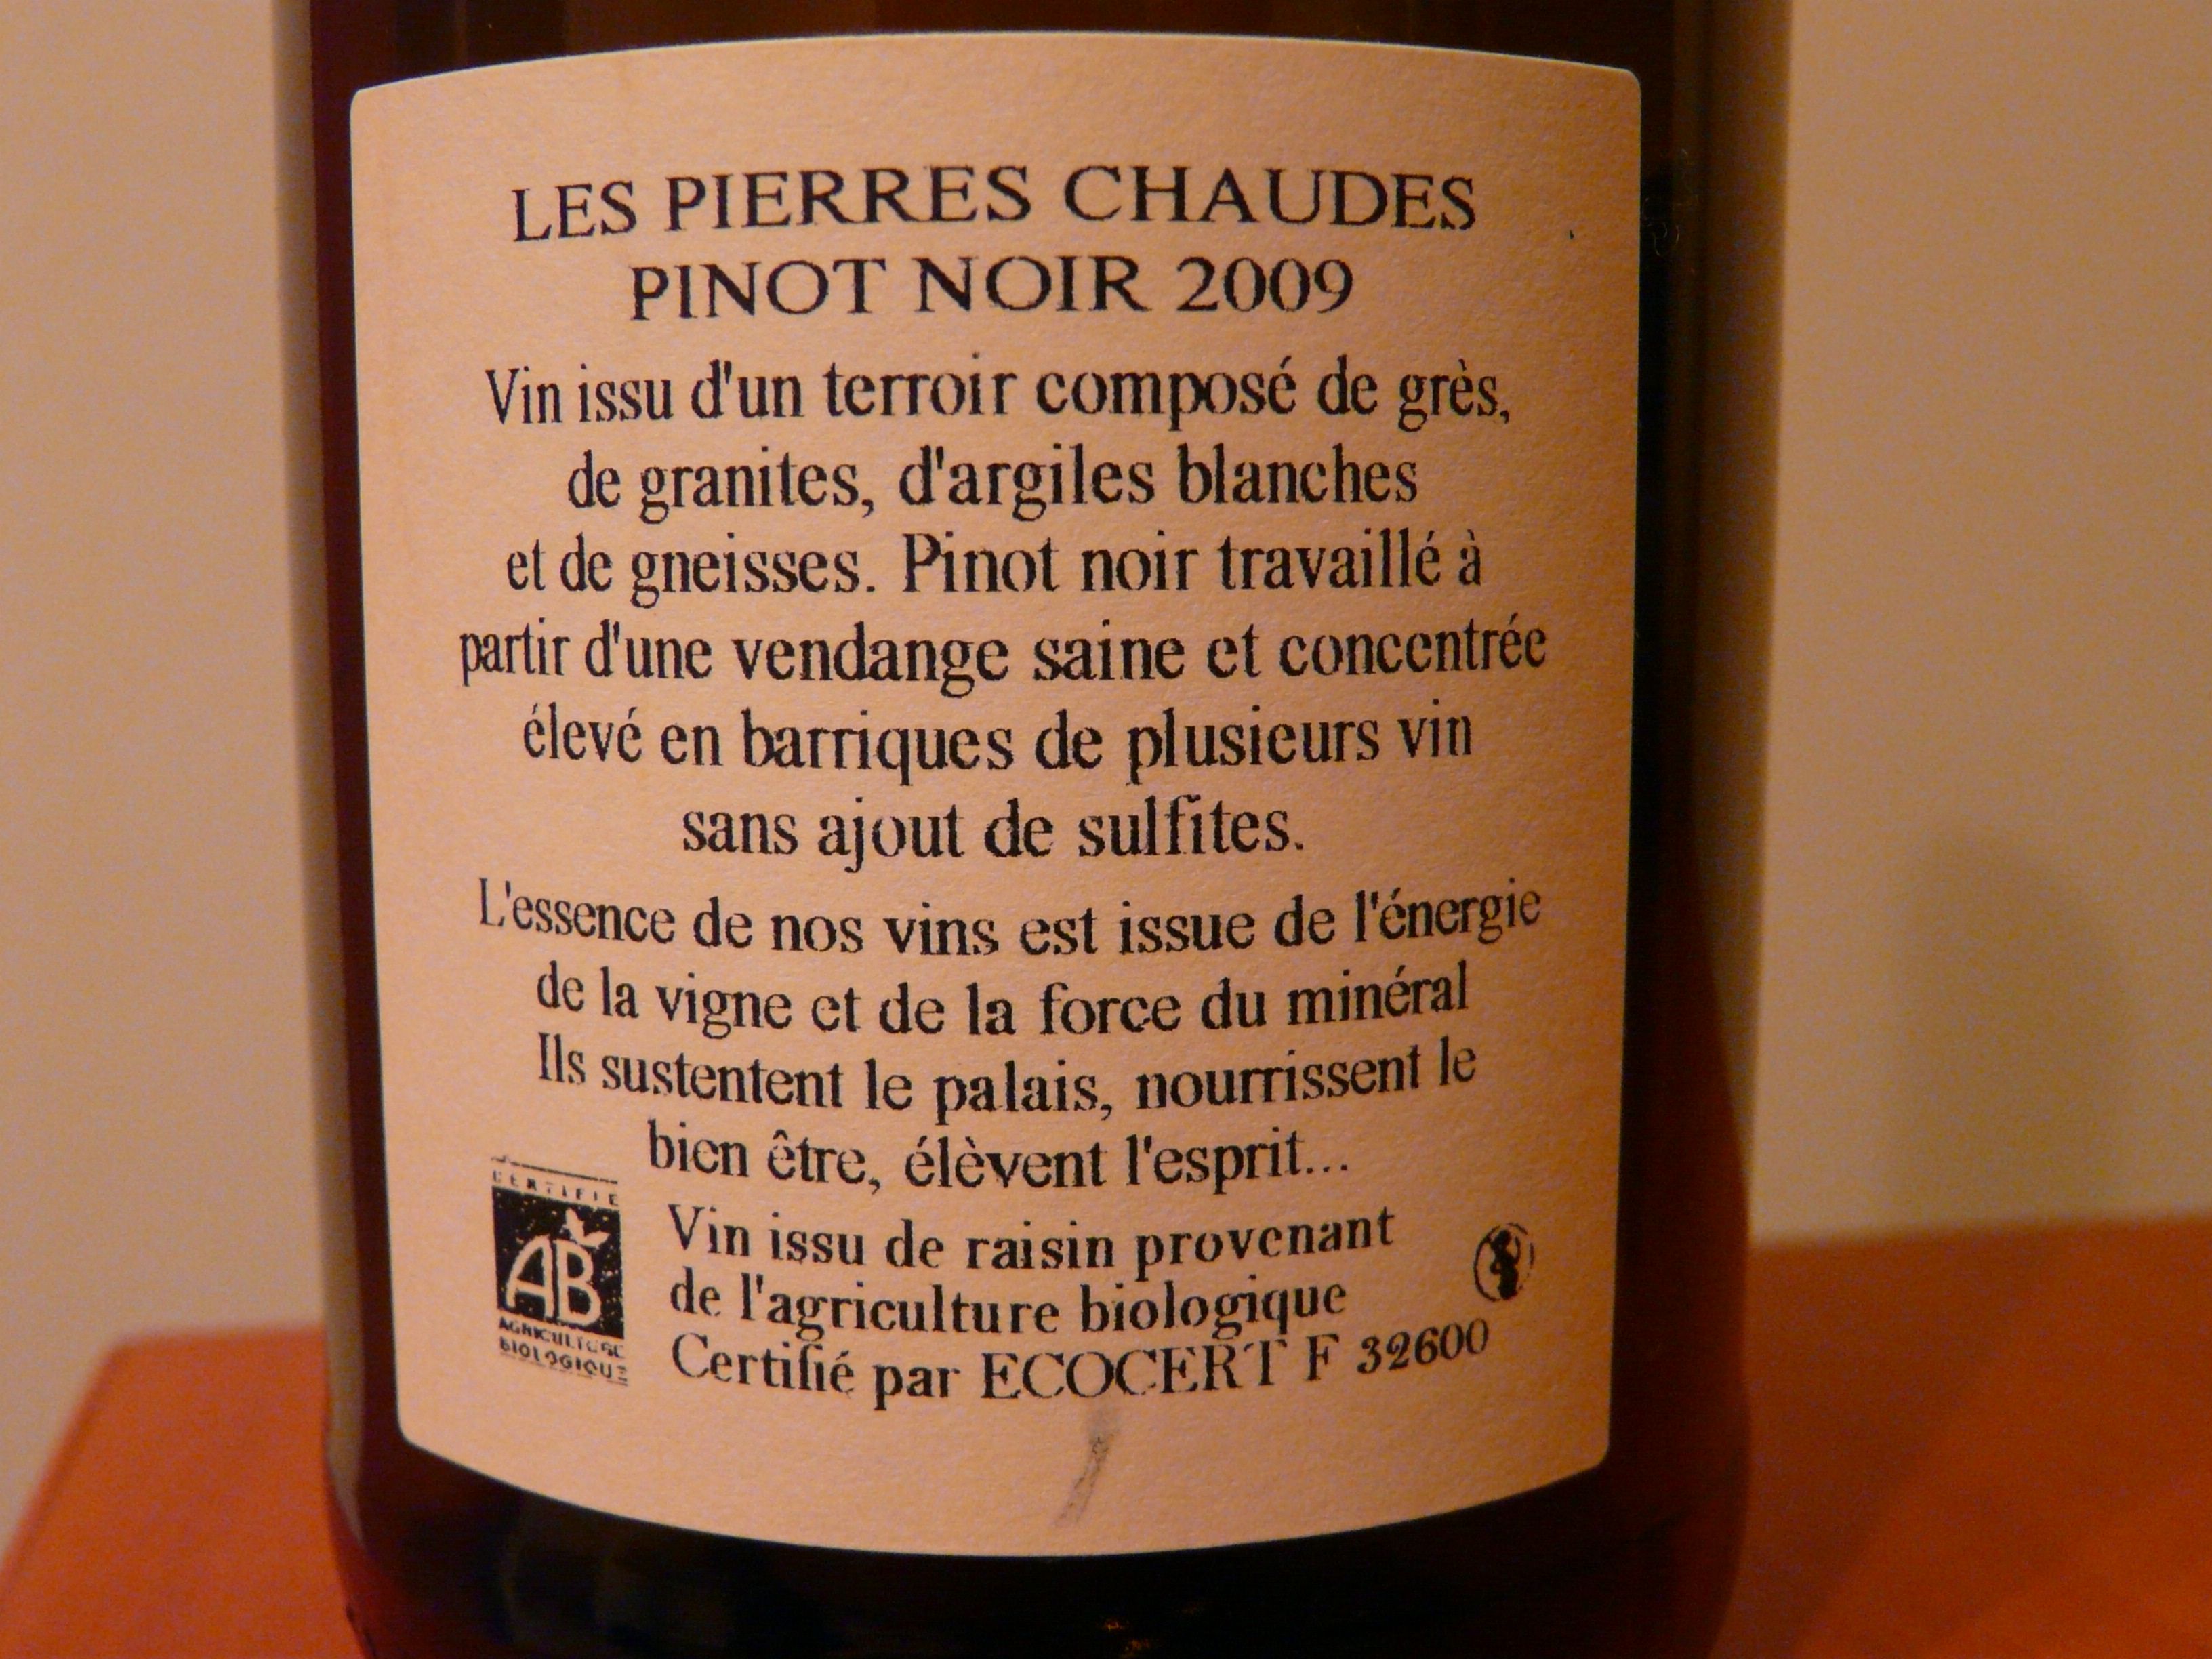 LES PIERRES CHAUDES
PINOT NOIR 2009
Vin issu d'un terroir composé de grès,
de granites, d'argiles blanches
et de gneisses. Pinot noir travaillé à
partir d'une vendange saine et concentrée
élevé en barriques de plusieurs vin
sans ajout de sulfites.
L'essence de nos vins est issue de l'énergie
de la vigne et de la force du minéral
Ils sustentent le palais, nourrissent le
bien être, élèvent l'esprit...
CERTIFIÉ
AB
AGRICULTURE
BIOLOGIQUE
Vin issu de raisin provenant
de l'agriculture biologique
Certifié par ECOCERT F 32600